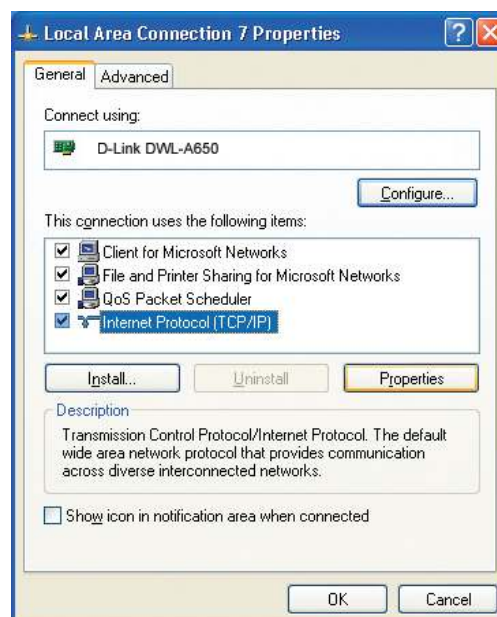 Local Area Connection 7 Properties
General Advanced
Connect using:
D-Link DWL-A650
Configure...
This connection uses the following items:
Client for Microsoft Networks
File and Printer Sharing for Microsoft Networks
QoS Packet Scheduler
Internet Protocol (TCP/IP)
Install... Uninstall Properties
Description
Transmission Control Protocol/Internet Protocol. The default
wide area network protocol that provides communication
across diverse interconnected networks.
Show icon in notification area when connected
OK Cancel